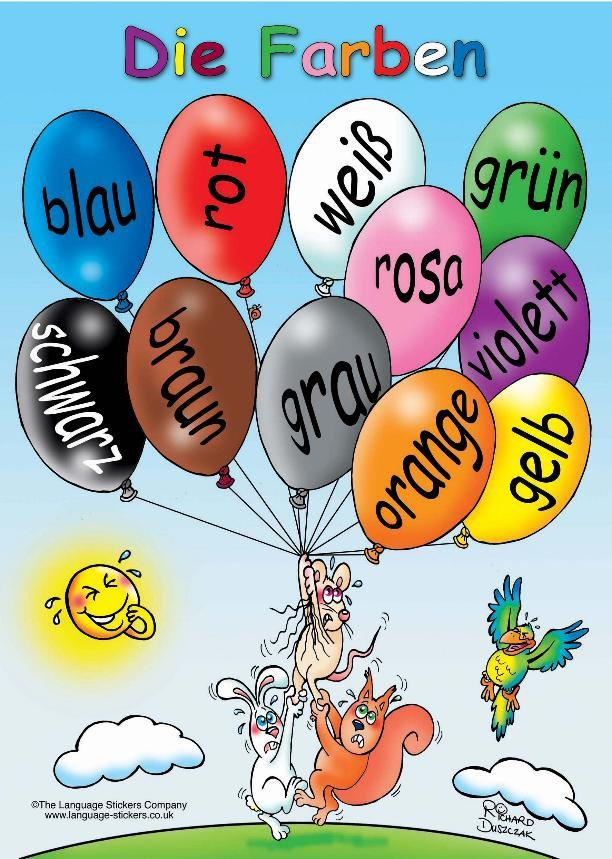 Die Farben
blau
rot
weiß
grün
rosa
violett
schwarz
braun
grau
orange
gelb
©The Language Stickers Company
www.language-stickers.co.uk
RICHARD
DUSZCZAK